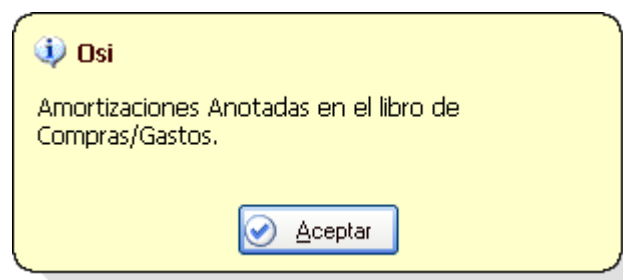 Osi
Amortizaciones Anotadas en el libro de
Compras/Gastos.
Aceptar